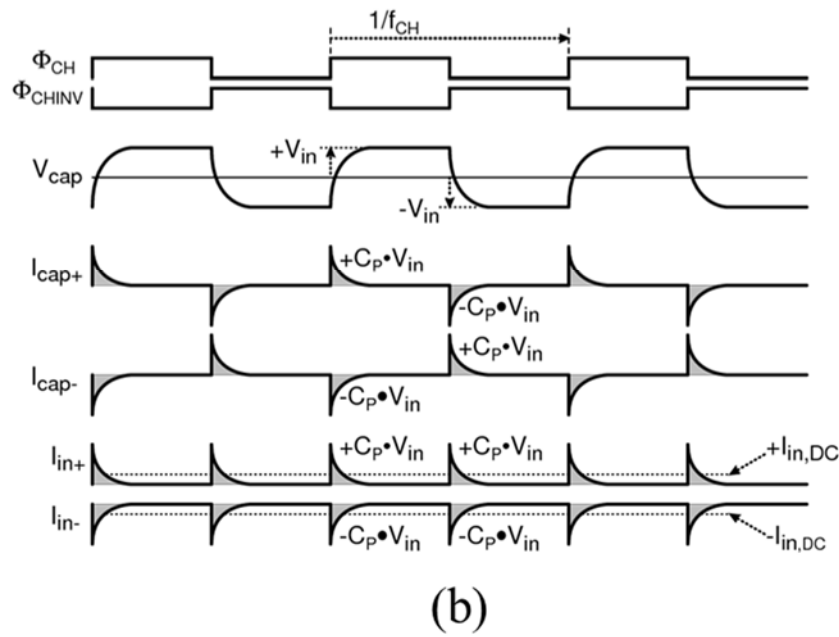 1/f_CH
Φ_CH
Φ_CHINV
+V_in
V_cap
-V_in
I_cap+
+C_P•V_in
-C_P•V_in
+C_P•V_in
I_cap-
-C_P•V_in
I_in+
+C_P•V_in +C_P•V_in
+I_in,DC
I_in-
-C_P•V_in -C_P•V_in
-I_in,DC
(b)